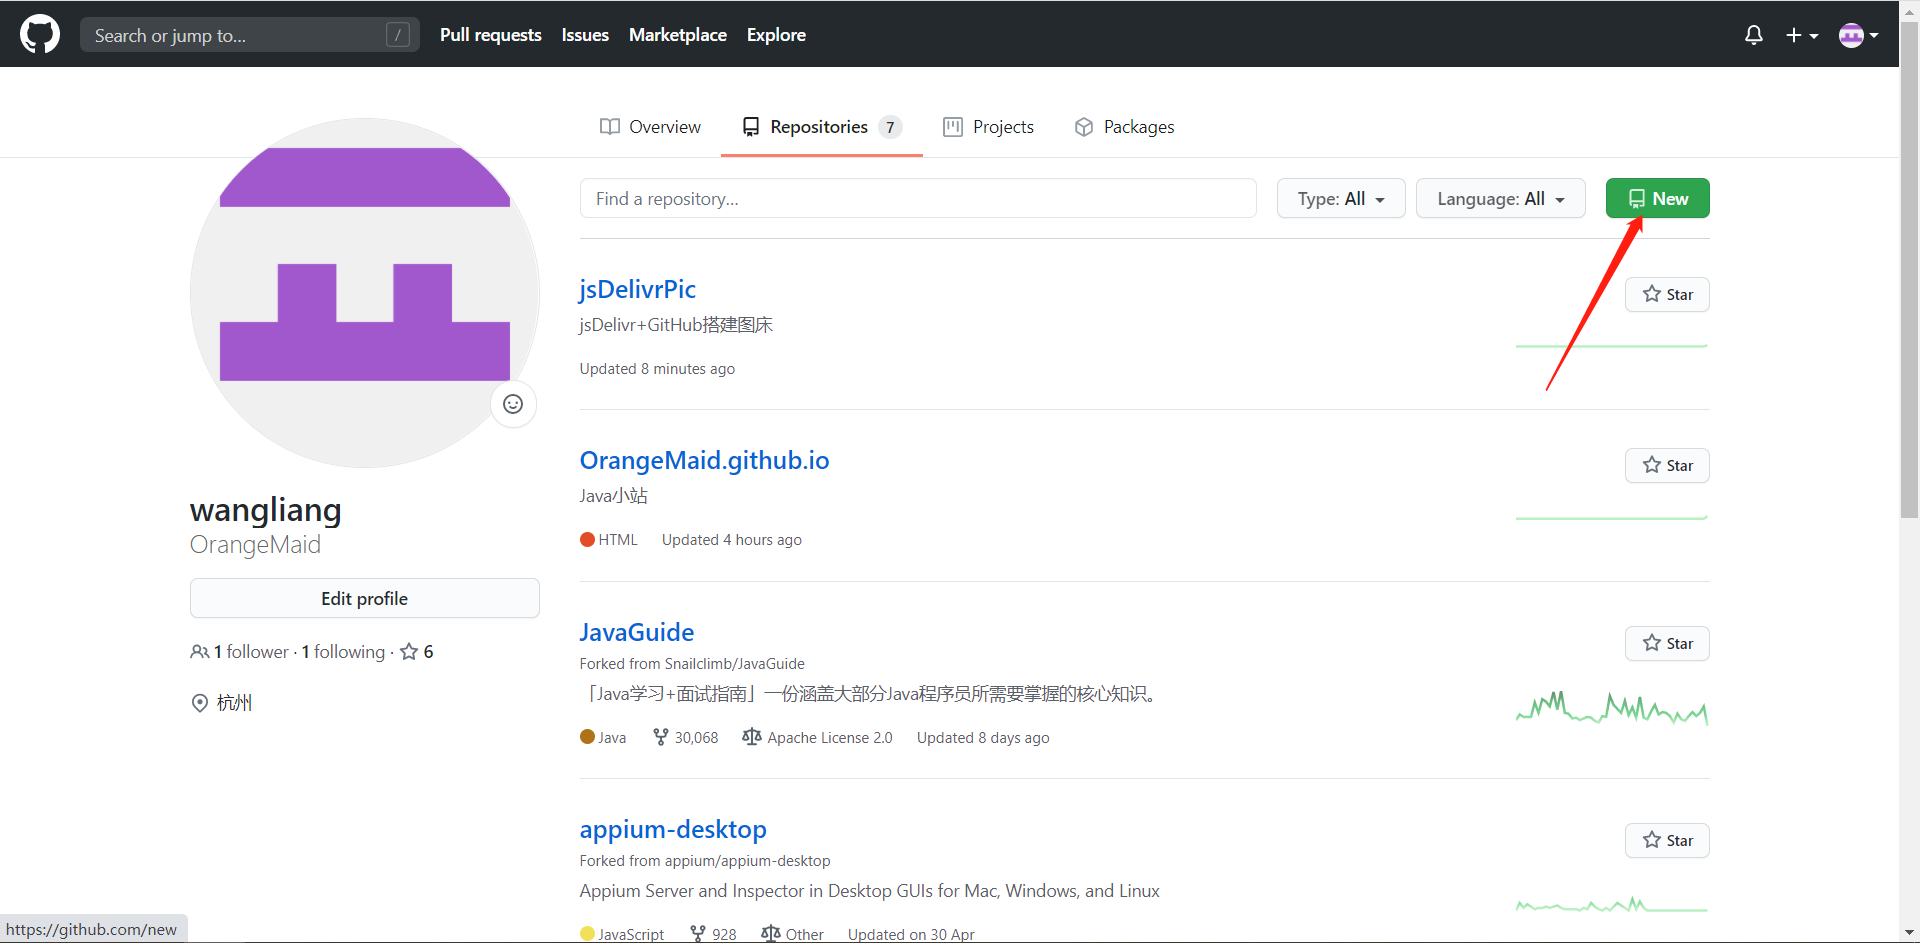 Search or jump to...
/
Pull requests
Issues
Marketplace
Explore
Overview
Repositories 7
Projects
Packages
Find a repository...
Type: All
Language: All
New
jsDelivrPic
jsDelivr+GitHub搭建图床
Updated 8 minutes ago
Star
OrangeMaid.github.io
Java小站
HTML Updated 4 hours ago
Star
wangliang
OrangeMaid
Edit profile
1 follower · 1 following · 6
杭州
JavaGuide
Forked from Snailclimb/JavaGuide
「Java学习+面试指南」一份涵盖大部分Java程序员所需要掌握的核心知识。
Java 30,068 Apache License 2.0 Updated 8 days ago
Star
appium-desktop
Forked from appium/appium-desktop
Appium Server and Inspector in Desktop GUIs for Mac, Windows, and Linux
JavaScript 928 Other Updated on 30 Apr
Star
https://github.com/new